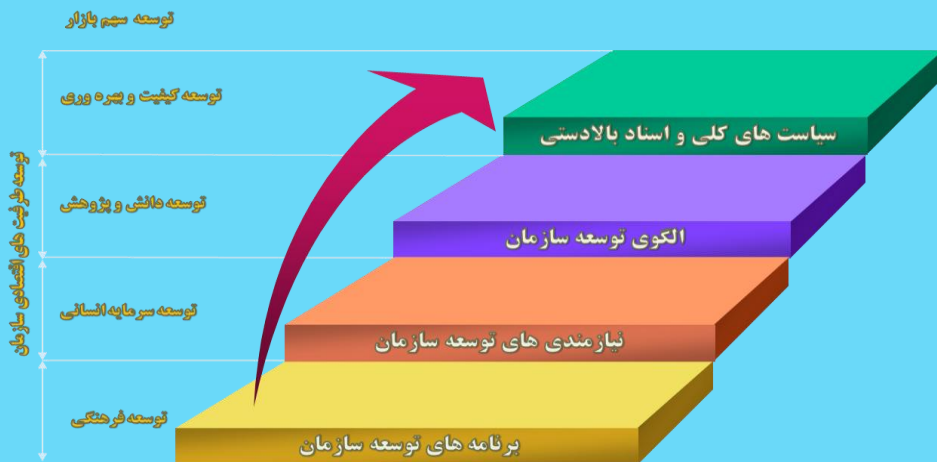 توسعه سهم بازار
توسعه کیفیت و بهره وری
سیاست های کلی و اسناد بالادستی
توسعه دانش و پژوهش
الکوی توسعه سازمان
توسعه ظرفیت های اقتصادی سازمان
توسعه سرمایه انسانی
نیازمندی های توسعه سازمان
توسعه فرهنگی
برنامه های توسعه سازمان